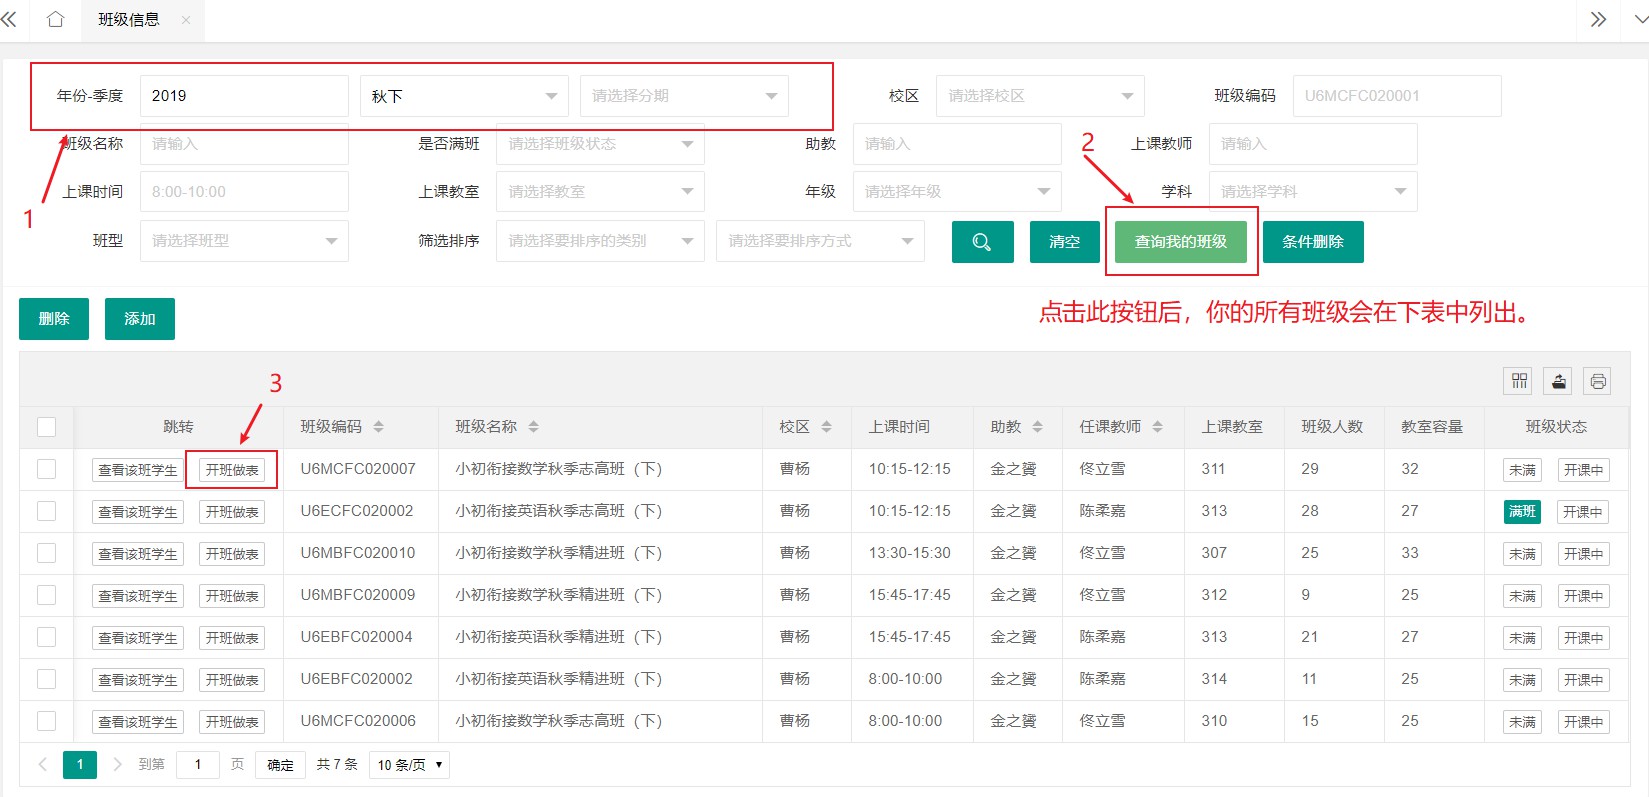 班级信息 ×
年份-季度 2019 秋下 请选择分期 校区 请选择校区 班级编码 U6MCFC020001
班级名称 请输入 是否满班 请选择班级状态 助教 请输入 2 上课教师 请输入
1 上课时间 8:00-10:00 上课教室 请选择教室 年级 请选择年级 学科 请选择学科
班型 请选择班型 筛选排序 请选择要排序的类别 请选择要排序方式 清空 查询我的班级 条件删除
删除 添加 点击此按钮后，你的所有班级会在下表中列出。
3
跳转 班级编码 班级名称 校区 上课时间 助教 任课教师 上课教室 班级人数 教室容量 班级状态
查看该班学生 开班做表 U6MCFC020007 小初衔接数学秋季志高班（下） 曹杨 10:15-12:15 金之簧 佟立雪 311 29 32 未满 开课中
查看该班学生 开班做表 U6ECFC020002 小初衔接英语秋季志高班（下） 曹杨 10:15-12:15 金之簧 陈柔嘉 313 28 27 满班 开课中
查看该班学生 开班做表 U6MBFC020010 小初衔接数学秋季精进班（下） 曹杨 13:30-15:30 金之簧 佟立雪 307 25 33 未满 开课中
查看该班学生 开班做表 U6MBFC020009 小初衔接数学秋季精进班（下） 曹杨 15:45-17:45 金之簧 佟立雪 312 9 25 未满 开课中
查看该班学生 开班做表 U6EBFC020004 小初衔接英语秋季精进班（下） 曹杨 15:45-17:45 金之簧 陈柔嘉 313 21 27 未满 开课中
查看该班学生 开班做表 U6EBFC020002 小初衔接英语秋季精进班（下） 曹杨 8:00-10:00 金之簧 陈柔嘉 314 11 25 未满 开课中
查看该班学生 开班做表 U6MCFC020006 小初衔接数学秋季志高班（下） 曹杨 8:00-10:00 金之簧 佟立雪 310 15 25 未满 开课中
1 到第 1 页 确定 共 7 条 10 条/页